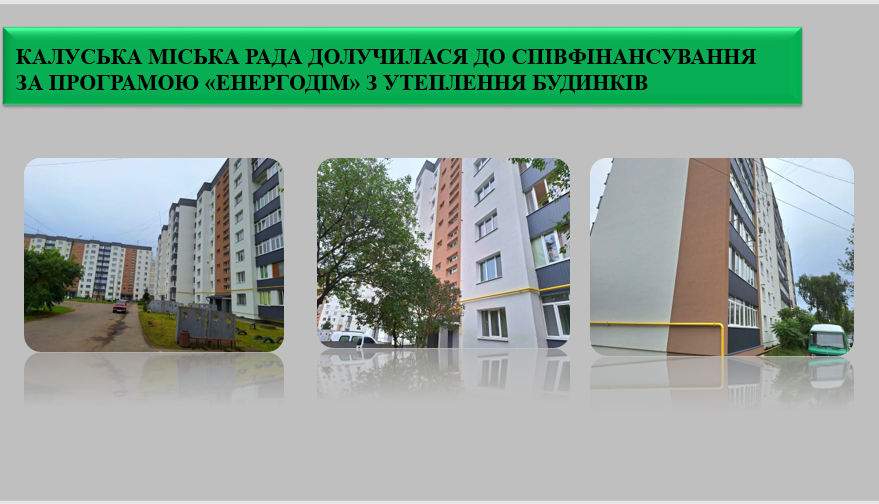 КАЛУСЬКА МІСЬКА РАДА ДОЛУЧИЛАСЯ ДО СПІВФІНАНСУВАННЯ
ЗА ПРОГРАМОЮ «ЕНЕРГОДІМ» З УТЕПЛЕННЯ БУДИНКІВ